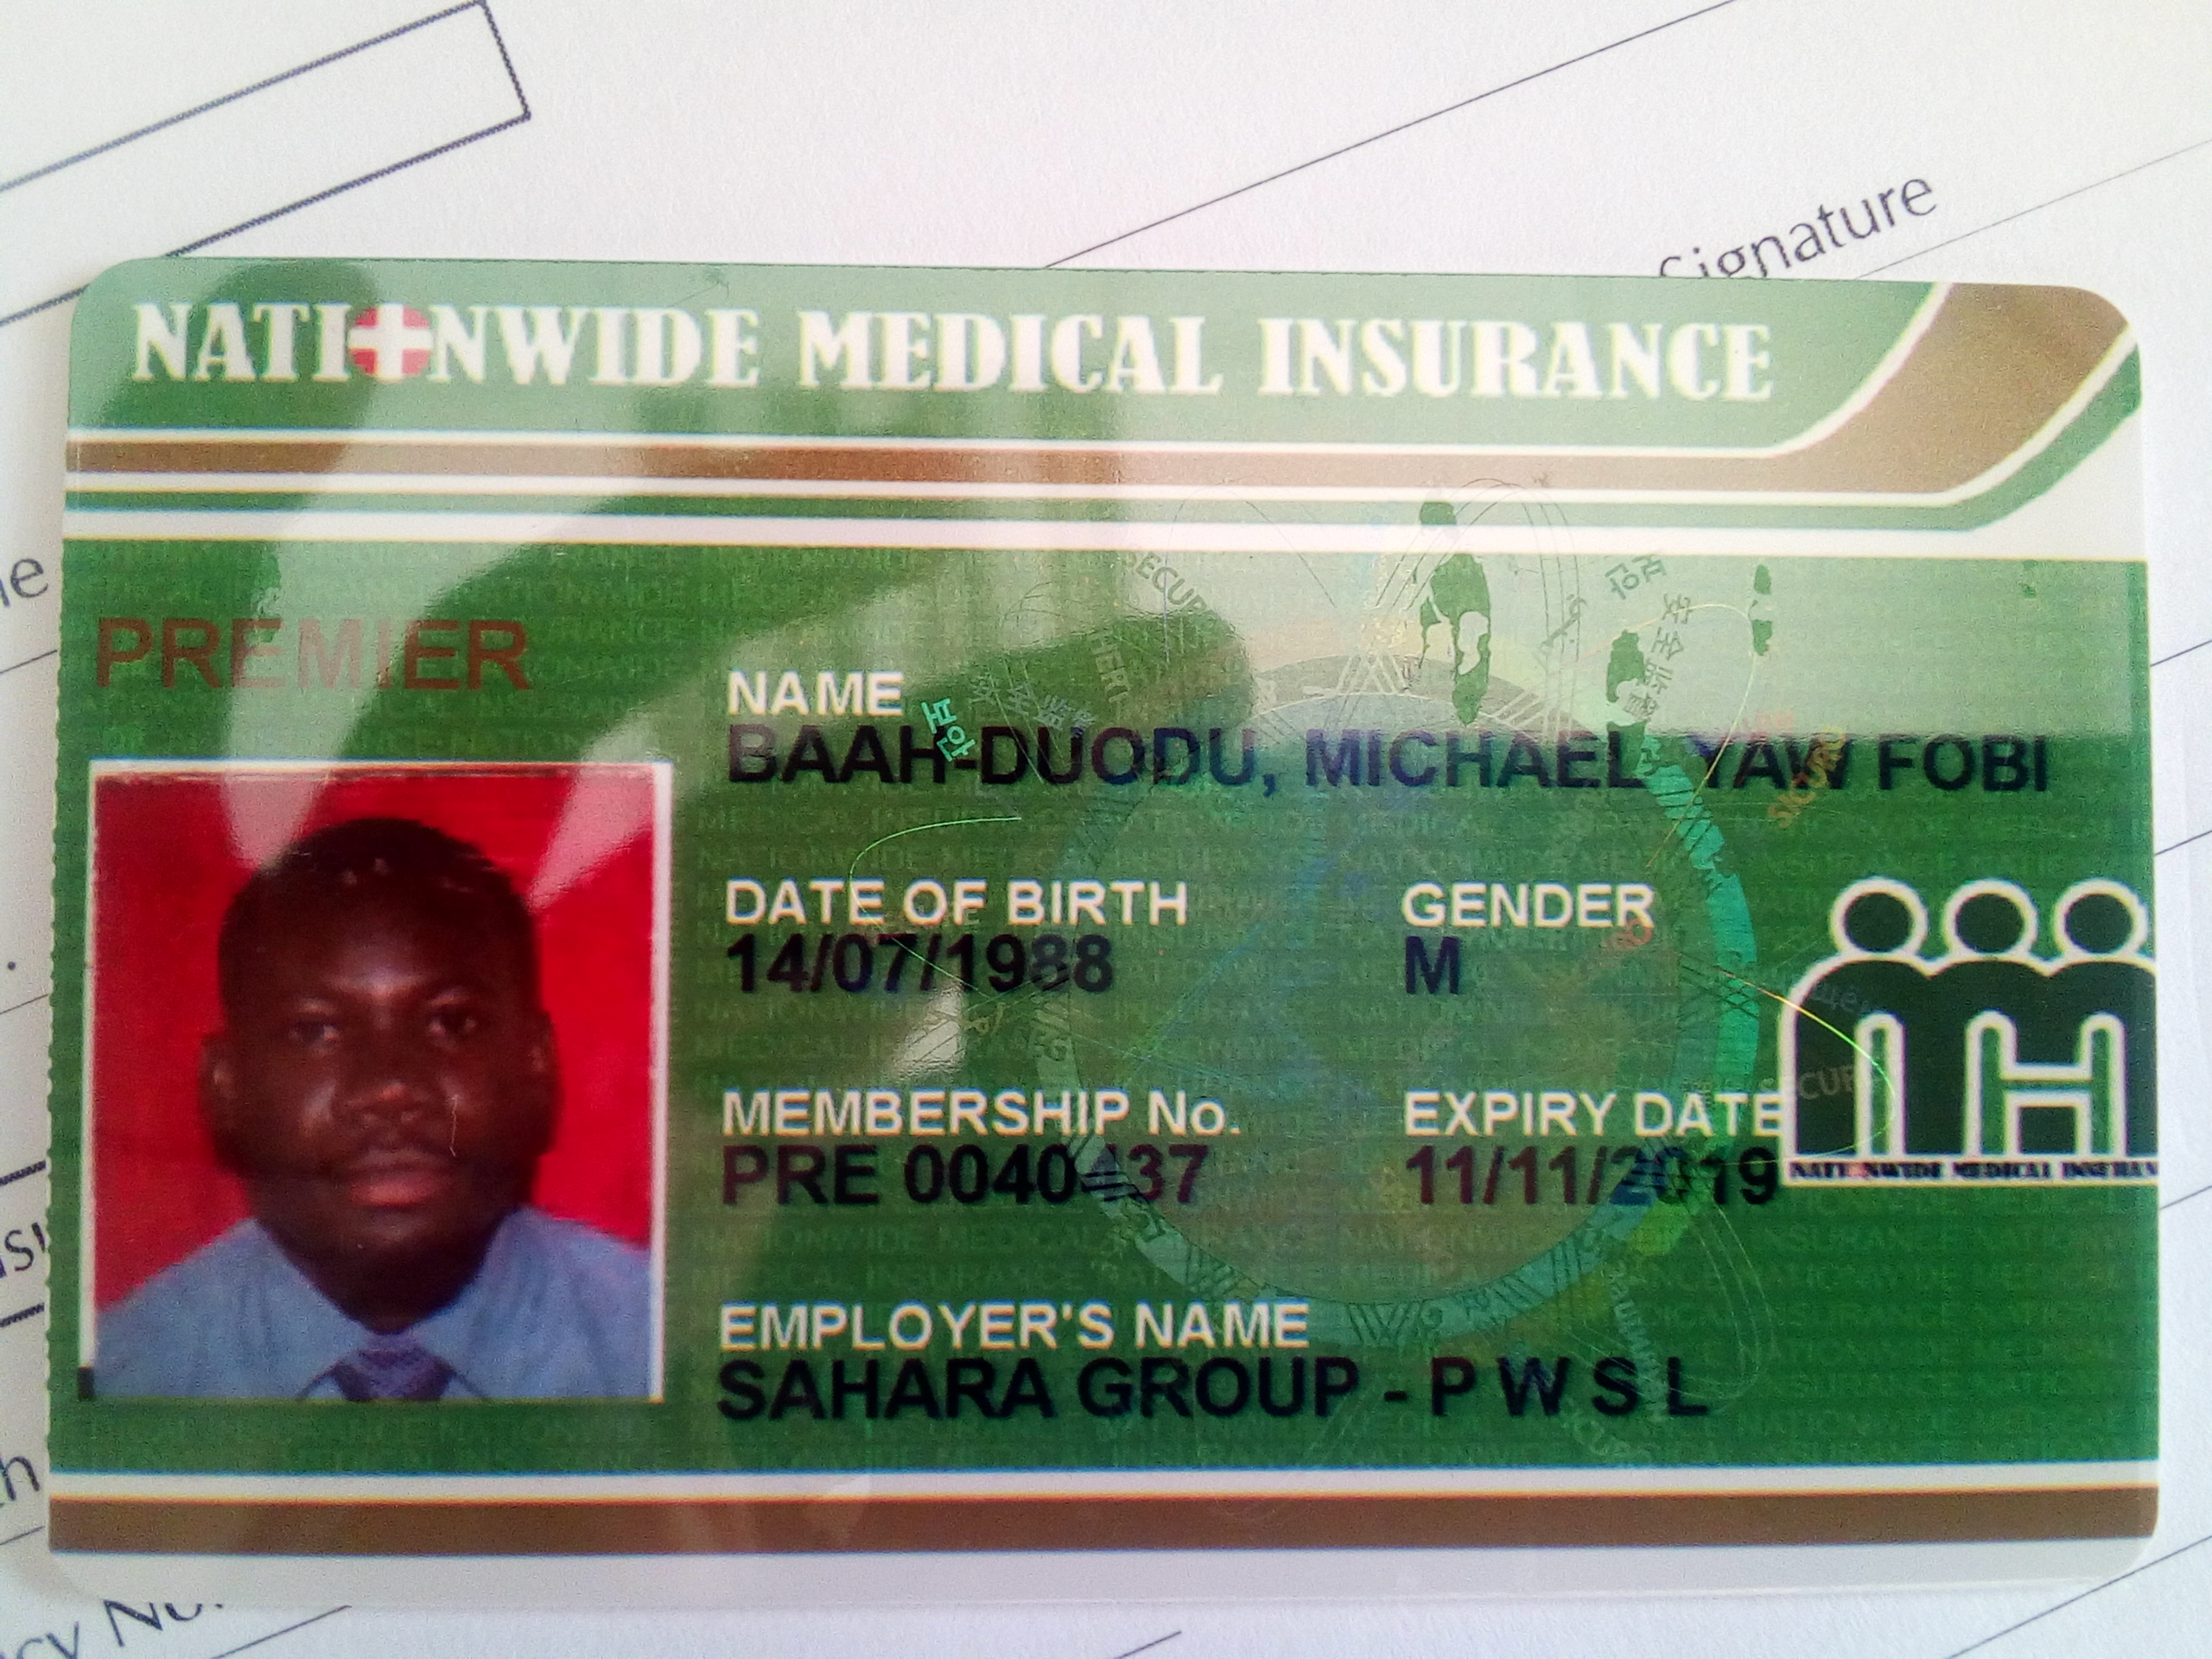 Signature
NATIONWIDE MEDICAL INSURANCE
PREMIER
NAME
BAAH-DUODU, MICHAEL YAW FOBI
DATE OF BIRTH GENDER
14/07/1988 M
MEMBERSHIP No. EXPIRY DATE
PRE 0040437 11/11/2019
NATIONWIDE MEDICAL INSURAN
EMPLOYER'S NAME
SAHARA GROUP - P W S L